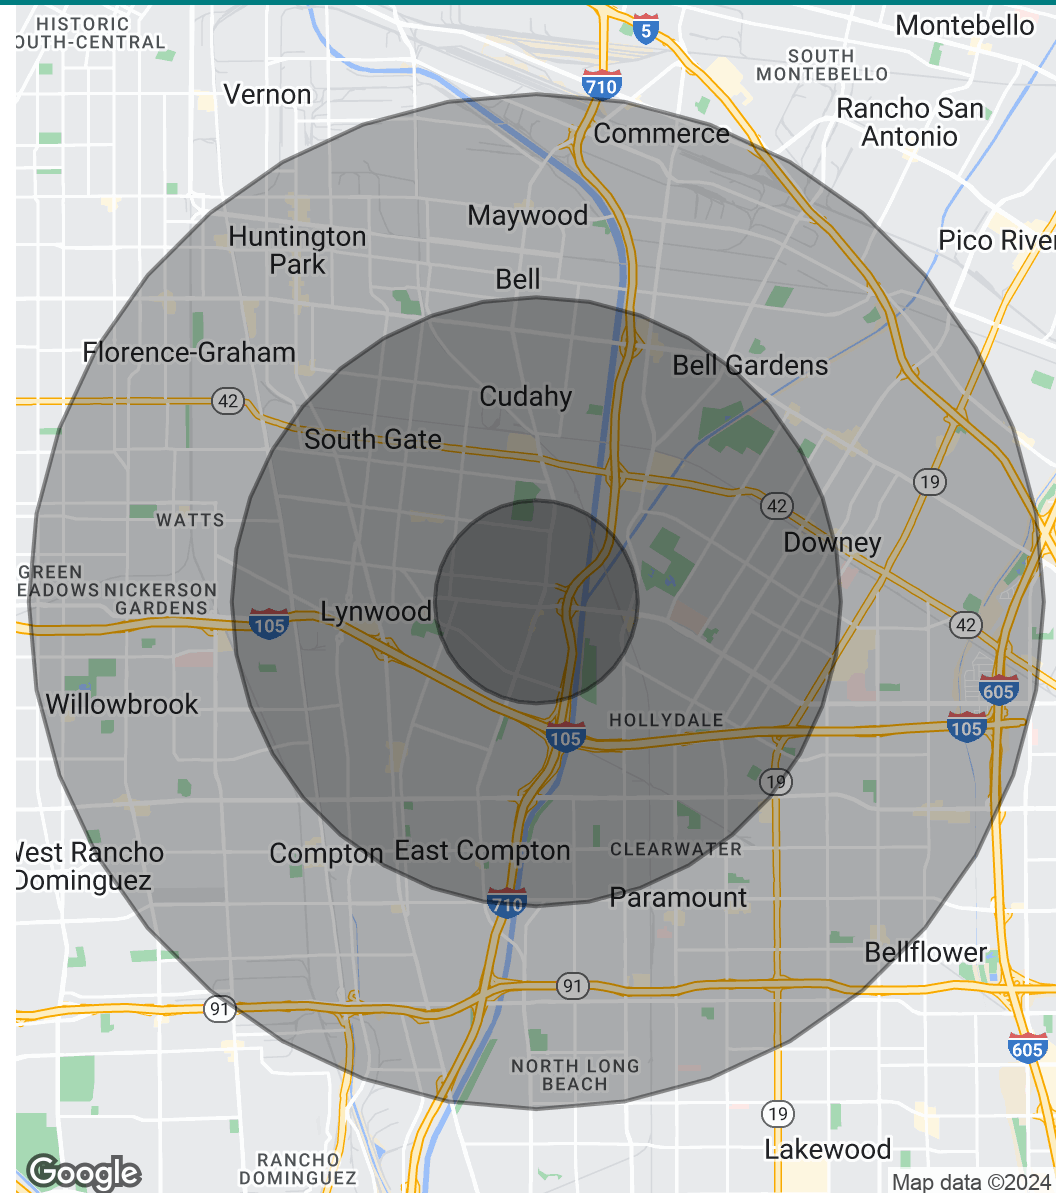 HISTORIC
OUTH-CENTRAL
5
Montebello
SOUTH
MONTEBELLO
710
Vernon
Rancho San
Antonio
Commerce
Maywood
Huntington
Park
Pico River
Bell
Florence-Graham
Bell Gardens
Cudahy
42
South Gate
19
42
WATTS
Downey
GREEN
EADOWS
NICKERSON
GARDENS
Lynwood
105
42
605
Willowbrook
HOLLYDALE
105
105
19
West Rancho
Dominguez
Compton
East Compton
CLEARWATER
710
Paramount
Bellflower
91
91
605
NORTH LONG
BEACH
19
Lakewood
RANCHO
DOMINGUEZ
Google
Map data ©2024